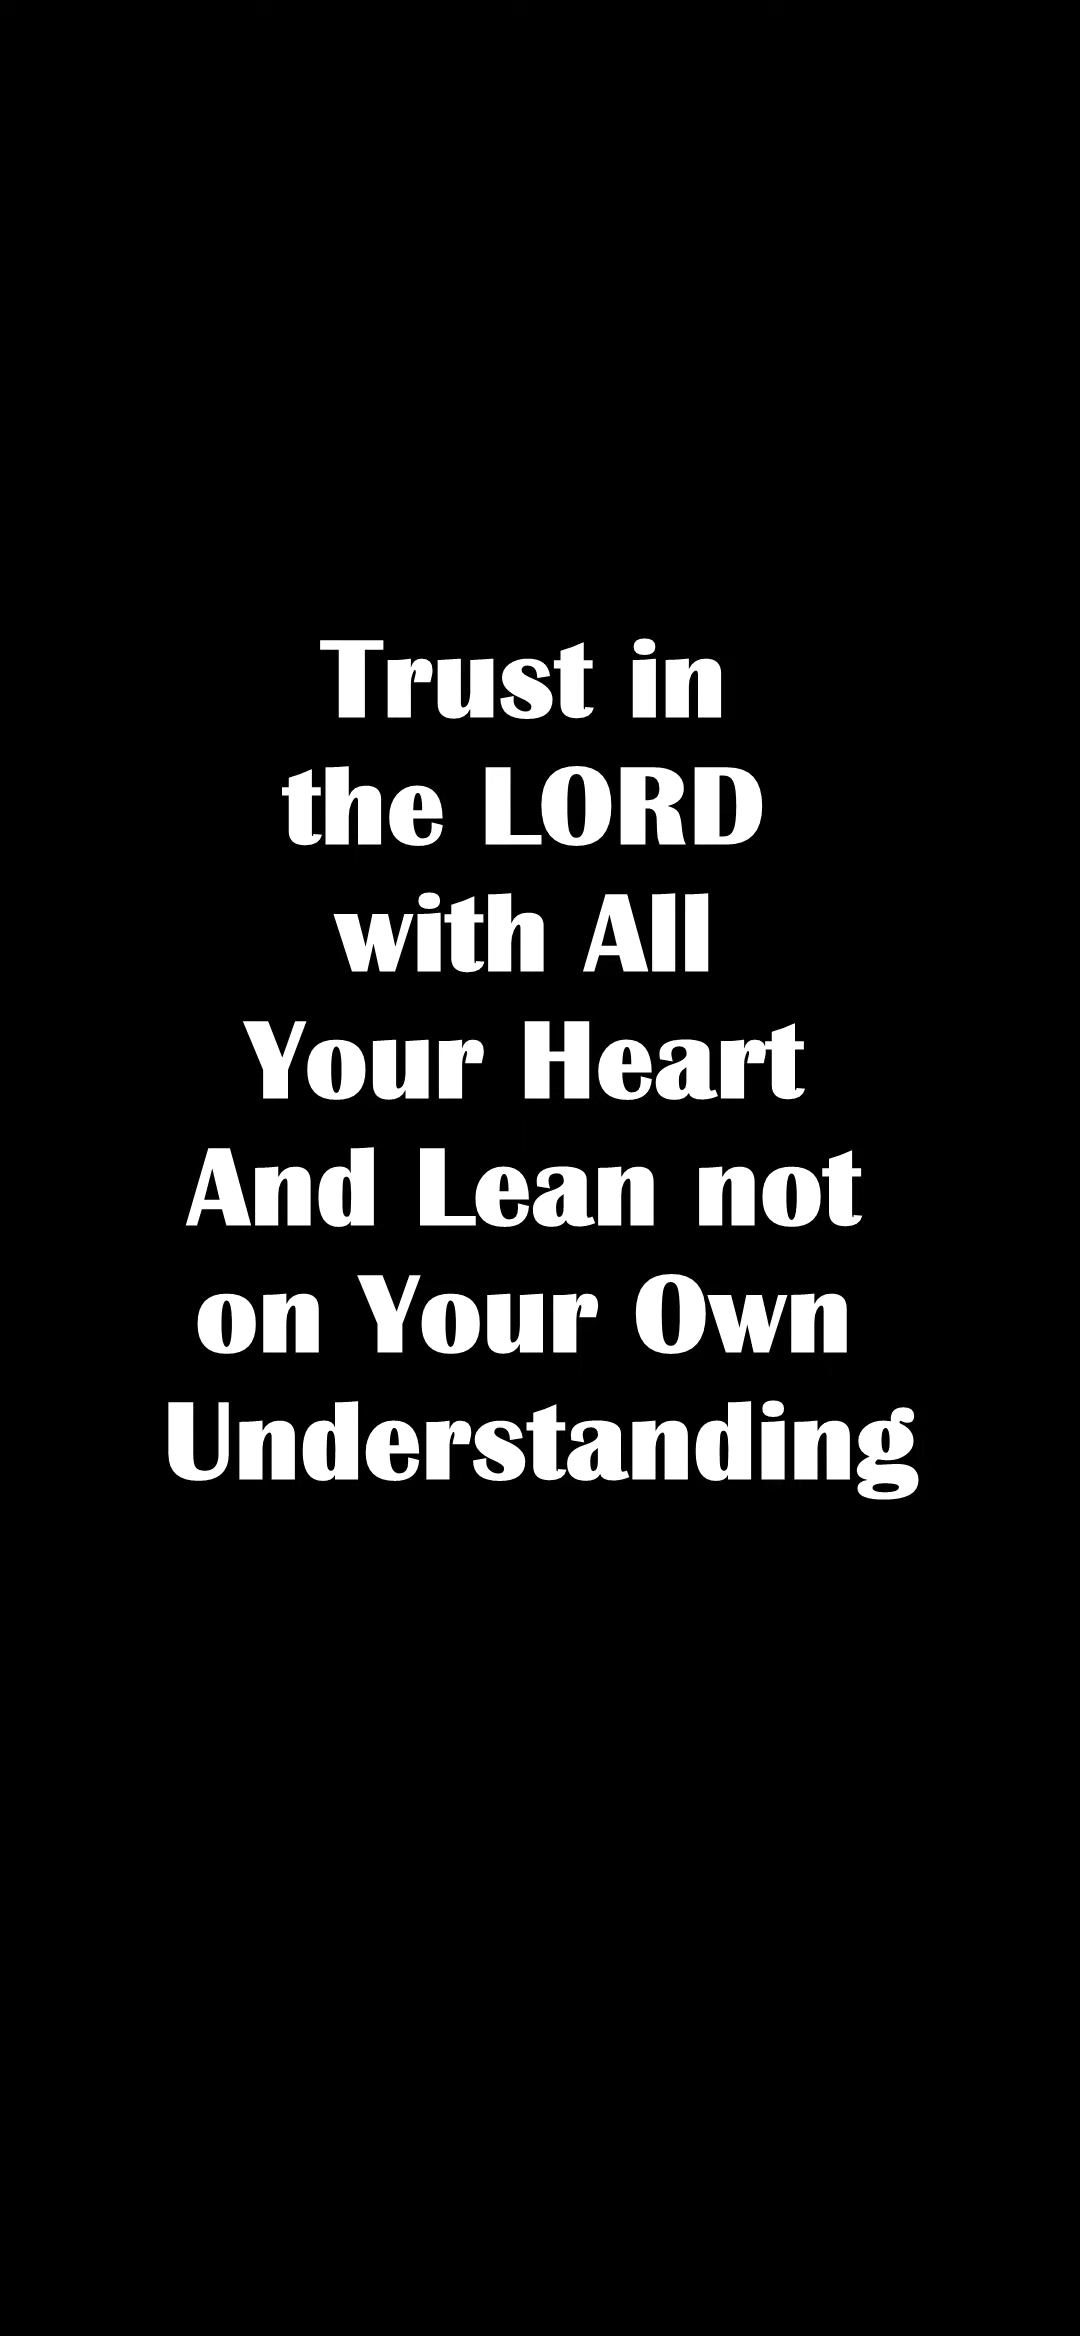 Trust in
the LORD
with All
Your Heart
And Lean not
on Your Own
Understanding